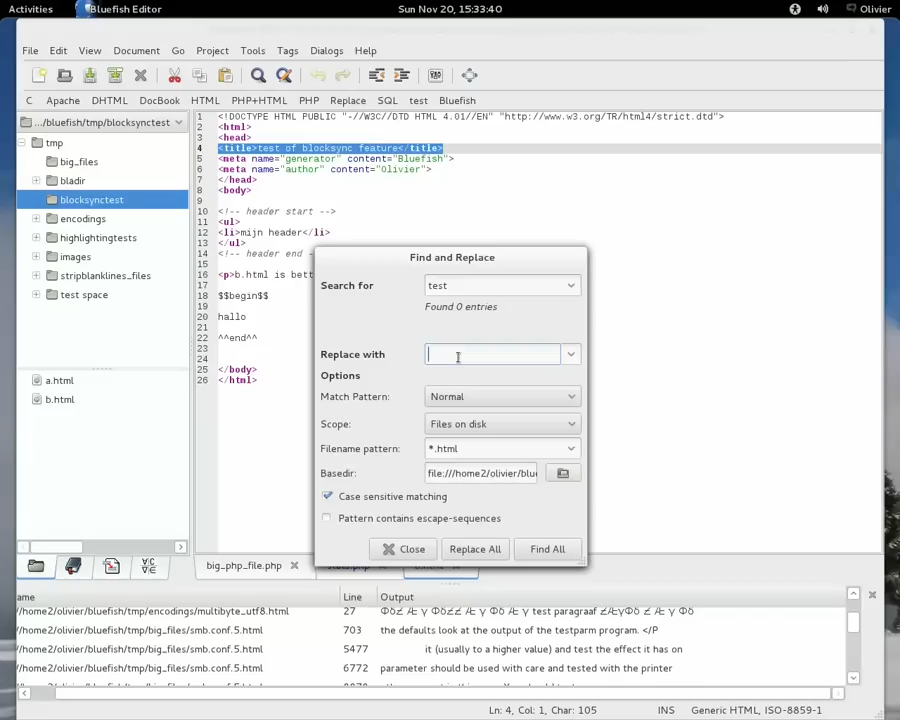 Activities
Bluefish Editor
Sun Nov 20, 15:33:40
Olivier
File Edit View Document Go Project Tools Tags Dialogs Help
C Apache DHTML DocBook HTML PHP+HTML PHP Replace SQL test Bluefish
.../bluefish/tmp/blocksynctest
tmp
big_files
bladir
blocksynctest
encodings
highlightingtests
images
stripblanklines_files
test space
a.html
b.html
1 <!DOCTYPE HTML PUBLIC "-//W3C//DTD HTML 4.01//EN" "http://www.w3.org/TR/html4/strict.dtd">
2 <html>
3 <head>
4 <title>test of blocksync feature</title>
5 <meta name="generator" content="Bluefish">
6 <meta name="author" content="Olivier">
7 </head>
8 <body>
9
10 <!-- header start -->
11 <ul>
12 <li>mijn header</li>
13 </ul>
14 <!-- header end -
15
16 <p>b.html is bett
17
18 $$begin$$
19
20 hallo
21
22 ^^end^^
23
24
25 </body>
26 </html>
Find and Replace
Search for test
Found 0 entries
Replace with
Options
Match Pattern: Normal
Scope: Files on disk
Filename pattern: *.html
Basedir: file:///home2/olivier/blu
Case sensitive matching
Pattern contains escape-sequences
Close Replace All Find All
big_php_file.php
ame Line Output
//home2/olivier/bluefish/tmp/encodings/multibyte_utf8.html 27
//home2/olivier/bluefish/tmp/big_files/smb.conf.5.html 703 the defaults look at the output of the testparm program. </P
//home2/olivier/bluefish/tmp/big_files/smb.conf.5.html 5477 it (usually to a higher value) and test the effect it has on
//home2/olivier/bluefish/tmp/big_files/smb.conf.5.html 6772 parameter should be used with care and tested with the printer
Ln: 4, Col: 1, Char: 105 INS Generic HTML, ISO-8859-1